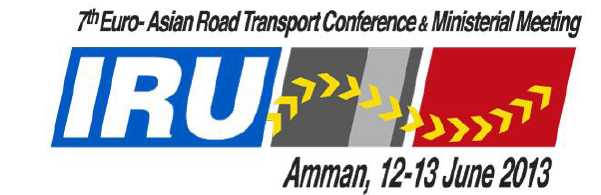 7th Euro- Asian Road Transport Conference & Ministerial Meeting
IRU
Amman, 12-13 June 2013